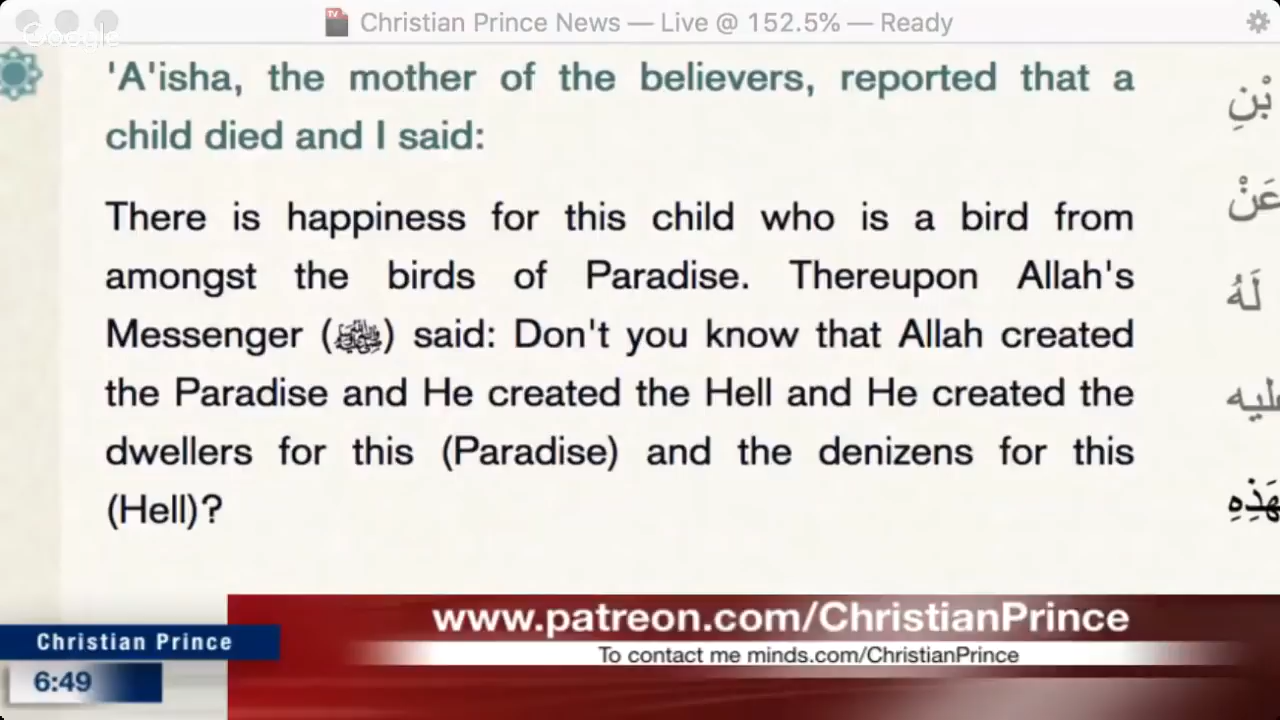 Google
Christian Prince News — Live @ 152.5% — Ready
'A'isha, the mother of the believers, reported that a
child died and I said:
There is happiness for this child who is a bird from
amongst the birds of Paradise. Thereupon Allah's
Messenger (ﷺ) said: Don't you know that Allah created
the Paradise and He created the Hell and He created the
dwellers for this (Paradise) and the denizens for this
(Hell)?
بْنِ
عَنْ
لَهُ
عليه
www.patreon.com/ChristianPrince
To contact me minds.com/ChristianPrince
Christian Prince
6:49